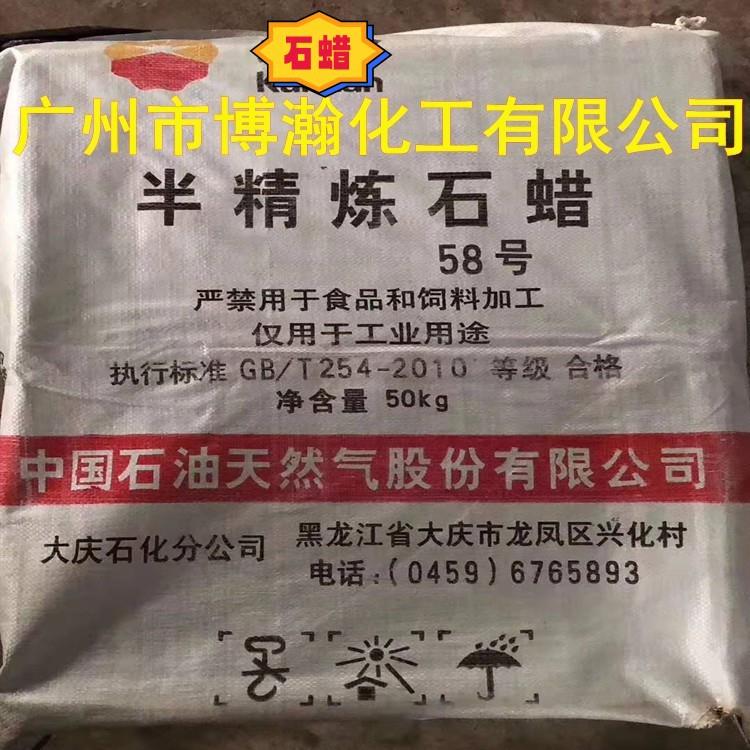 石蜡
广州市博瀚化工有限公司
半精炼石蜡
58号
严禁用于食品和饲料加工
仅用于工业用途
执行标准 GB/T254-2010 等级 合格
净含量 50kg
中国石油天然气股份有限公司
大庆石化分公司
黑龙江省大庆市龙凤区兴化村
电话:(0459)6765893